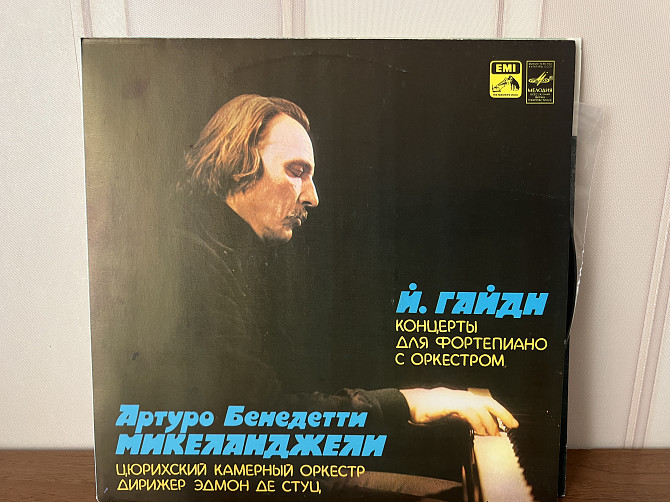 EMI
МЕЛОДИЯ
Й. ГАЙДН
КОНЦЕРТЫ
ДЛЯ ФОРТЕПИАНО
С ОРКЕСТРОМ
Артуро Бенедетти
МИКЕЛАНДЖЕЛИ
ЦЮРИХСКИЙ КАМЕРНЫЙ ОРКЕСТР
ДИРИЖЕР ЭДМОН ДЕ СТУЦ